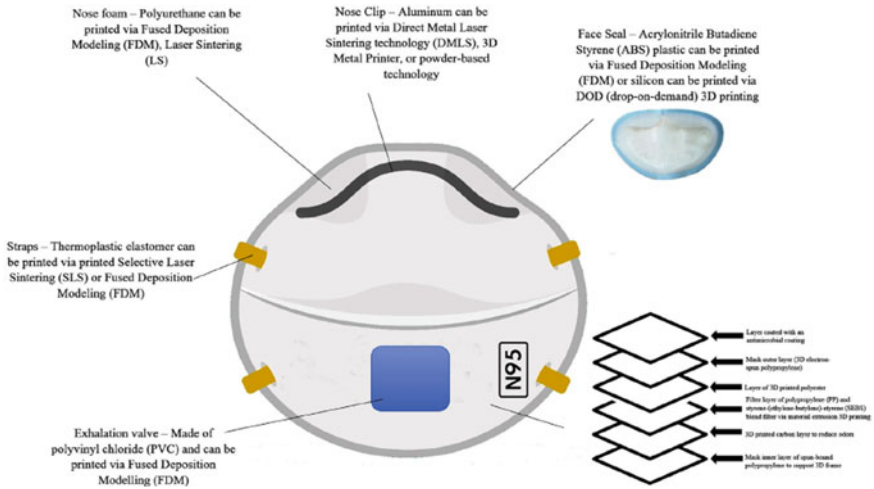 Nose foam – Polyurethane can be
printed via Fused Deposition
Modeling (FDM), Laser Sintering
(LS)
Nose Clip – Aluminum can be
printed via Direct Metal Laser
Sintering technology (DMLS), 3D
Metal Printer, or powder-based
technology
Face Seal – Acrylonitrile Butadiene
Styrene (ABS) plastic can be printed
via Fused Deposition Modeling
(FDM) or silicon can be printed via
DOD (drop-on-demand) 3D printing
Straps – Thermoplastic elastomer can
be printed via printed Selective Laser
Sintering (SLS) or Fused Deposition
Modeling (FDM)
N95
Exhalation valve – Made of
polyvinyl chloride (PVC) and can be
printed via Fused Deposition
Modelling (FDM)
Layer coated with an
antimicrobial coating
Mask outer layer (3D electron-
spun polypropylene)
Layer of 3D printed polyester
Filter layer of polypropylene (PP) and
styrene-(ethylene-butylene)-styrene (SEBS)
blend filter via material extrusion 3D printing
3D printed carbon layer to reduce odors
Mask inner layer of span-bound
polypropylene to support 3D frame